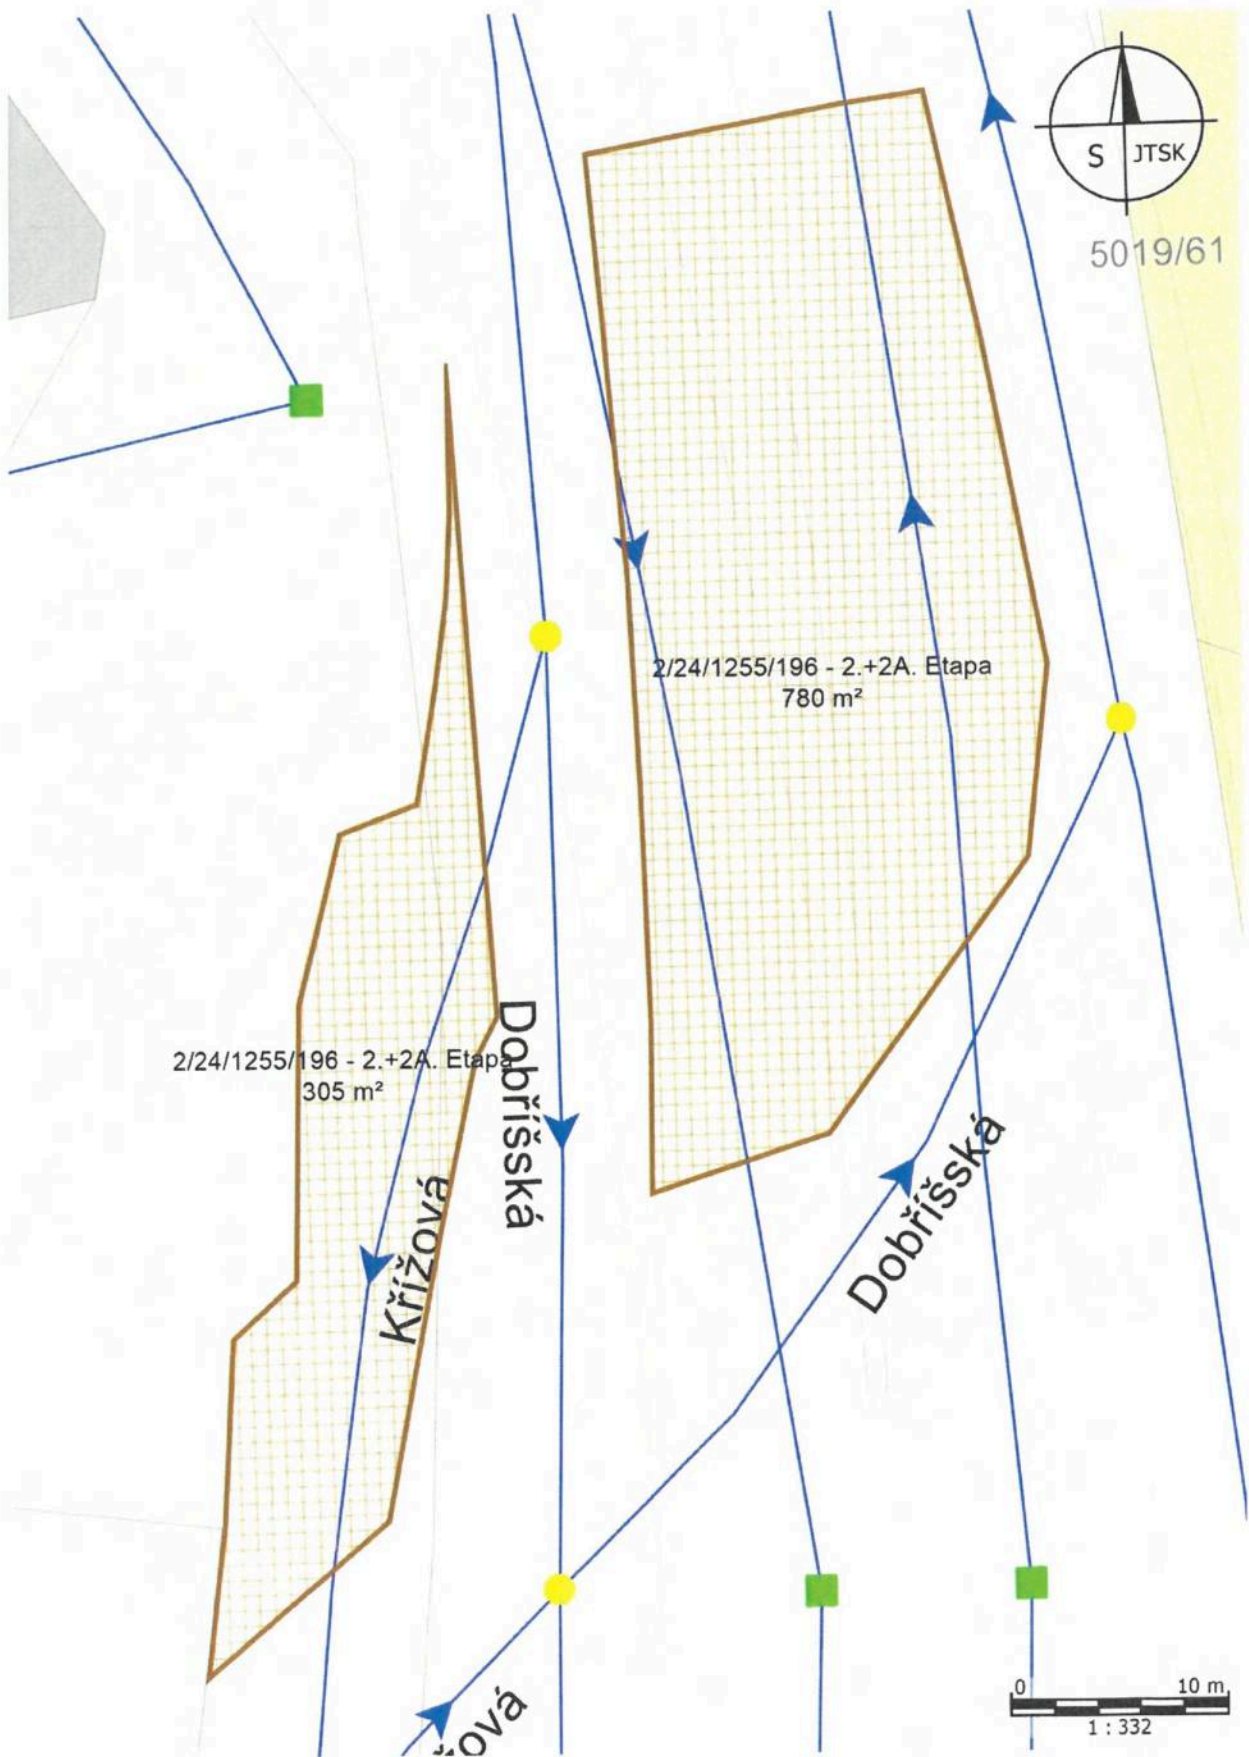 S JTSK
5019/61
2/24/1255/196 - 2.+2A. Etapa
780 m²
2/24/1255/196 - 2.+2A. Etapa
305 m²
Dobříšská
Křížová
Dobříšská
0 10 m
1 : 332